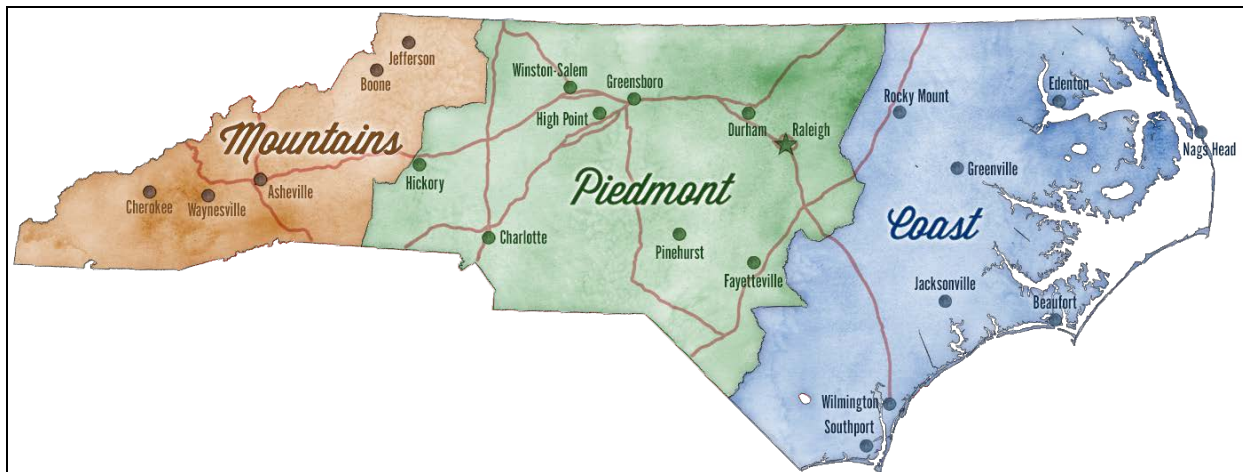 Jefferson
Boone
Mountains
Cherokee
Waynesville
Asheville
Winston-Salem
Greensboro
High Point
Durham
Raleigh
Hickory
Piedmont
Charlotte
Pinehurst
Fayetteville
Rocky Mount
Edenton
Nags Head
Greenville
Coast
Jacksonville
Beaufort
Wilmington
Southport